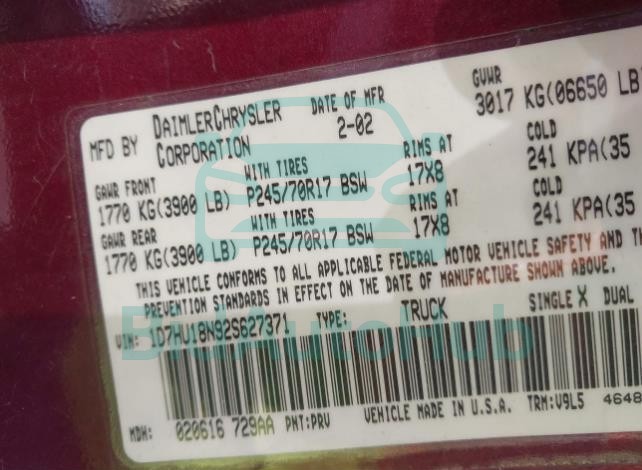 MFD BY DAIMLERCHRYSLER CORPORATION DATE OF MFR 2-02 GVWR 3017 KG(06650 LB)
GAWR FRONT WITH TIRES RIMS AT COLD
1770 KG(3900 LB) P245/70R17 BSW 17X8 241 KPA(35
GAWR REAR WITH TIRES RIMS AT COLD
1770 KG(3900 LB) P245/70R17 BSW 17X8 241 KPA(35
THIS VEHICLE CONFORMS TO ALL APPLICABLE FEDERAL MOTOR VEHICLE SAFETY AND TH
PREVENTION STANDARDS IN EFFECT ON THE DATE OF MANUFACTURE SHOWN ABOVE.
VIN: 1D7HU18N92S627371 TYPE: TRUCK SINGLE X DUAL
BidAutoHub
MDH: 020616 729AA PNT:PRV VEHICLE MADE IN U.S.A. TRM:V9L5 4648